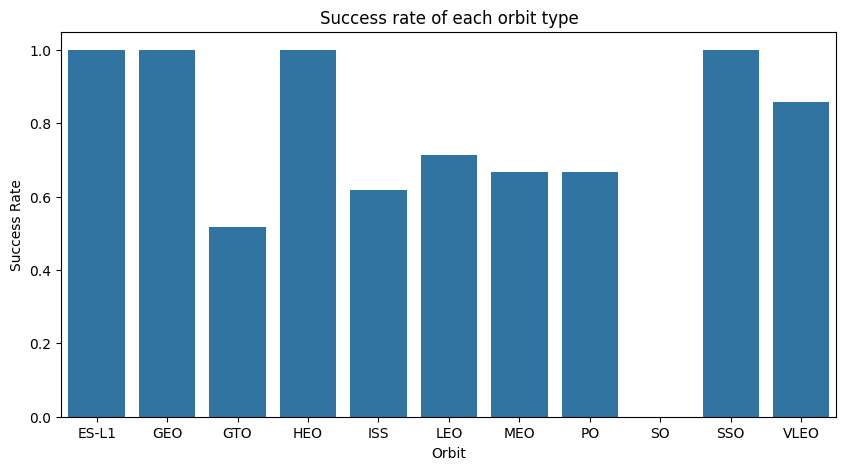 Success rate of each orbit type
1.0
0.8
0.6
0.4
0.2
0.0
Success Rate
ES-L1 GEO GTO HEO ISS LEO MEO PO SO SSO VLEO
Orbit